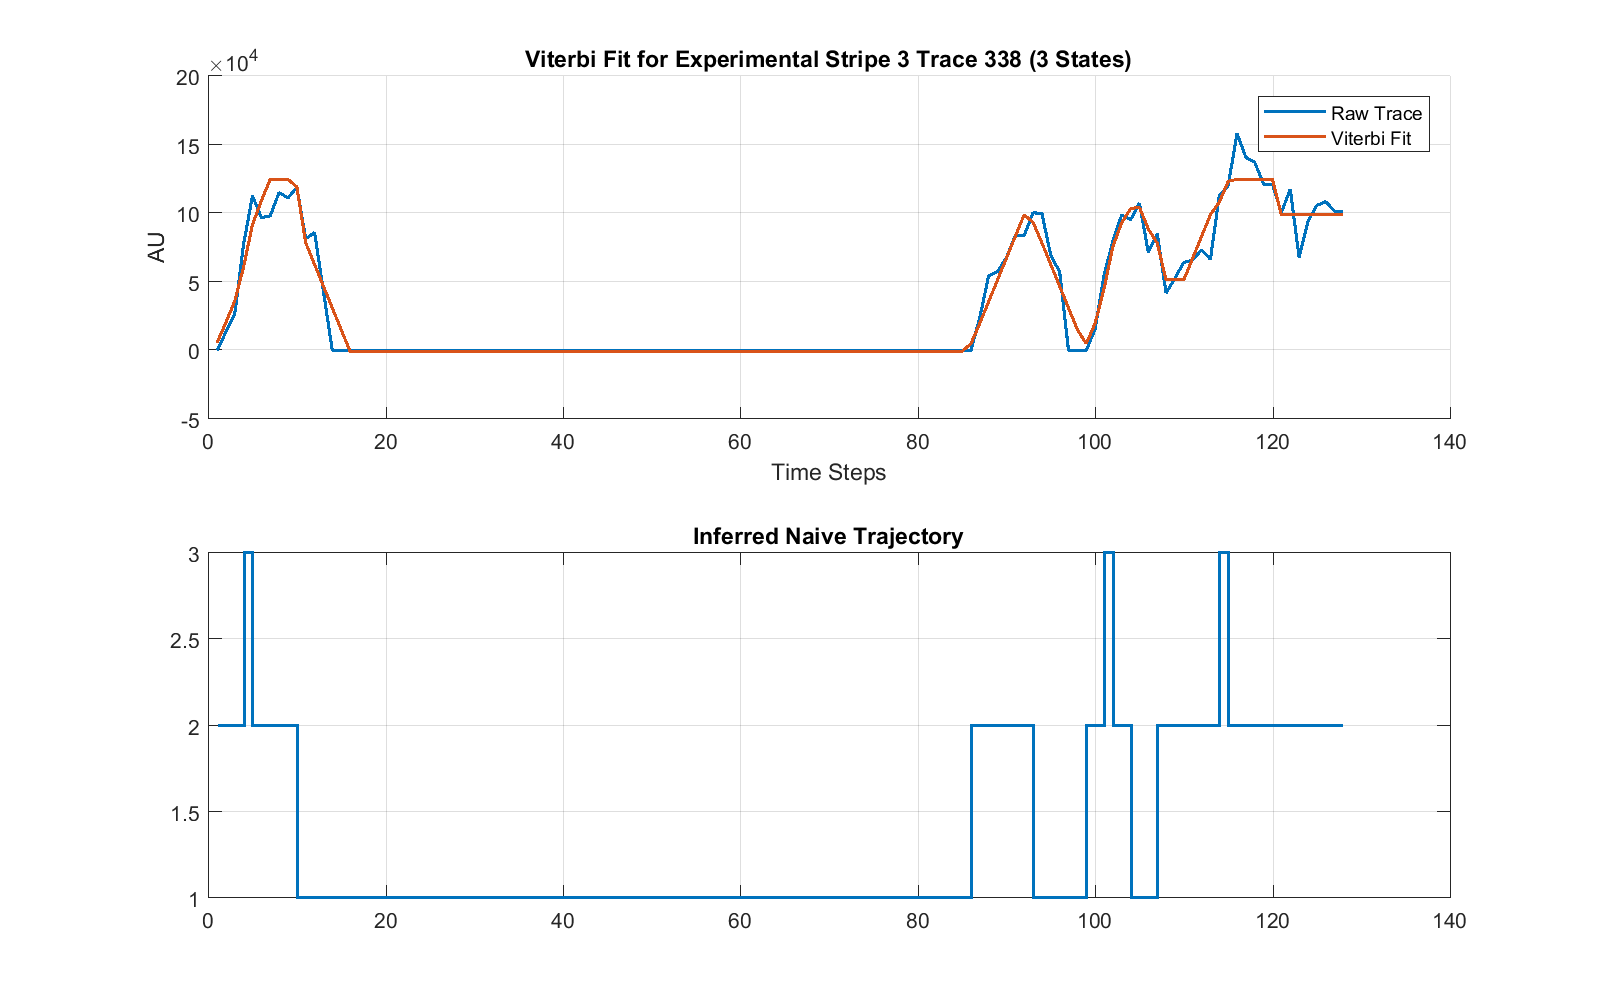 Viterbi Fit for Experimental Stripe 3 Trace 338 (3 States)
×10⁴
20
15
10
5
0
-5
AU
Raw Trace
Viterbi Fit
0 20 40 60 80 100 120 140
Time Steps
Inferred Naive Trajectory
3
2.5
2
1.5
1
0 20 40 60 80 100 120 140